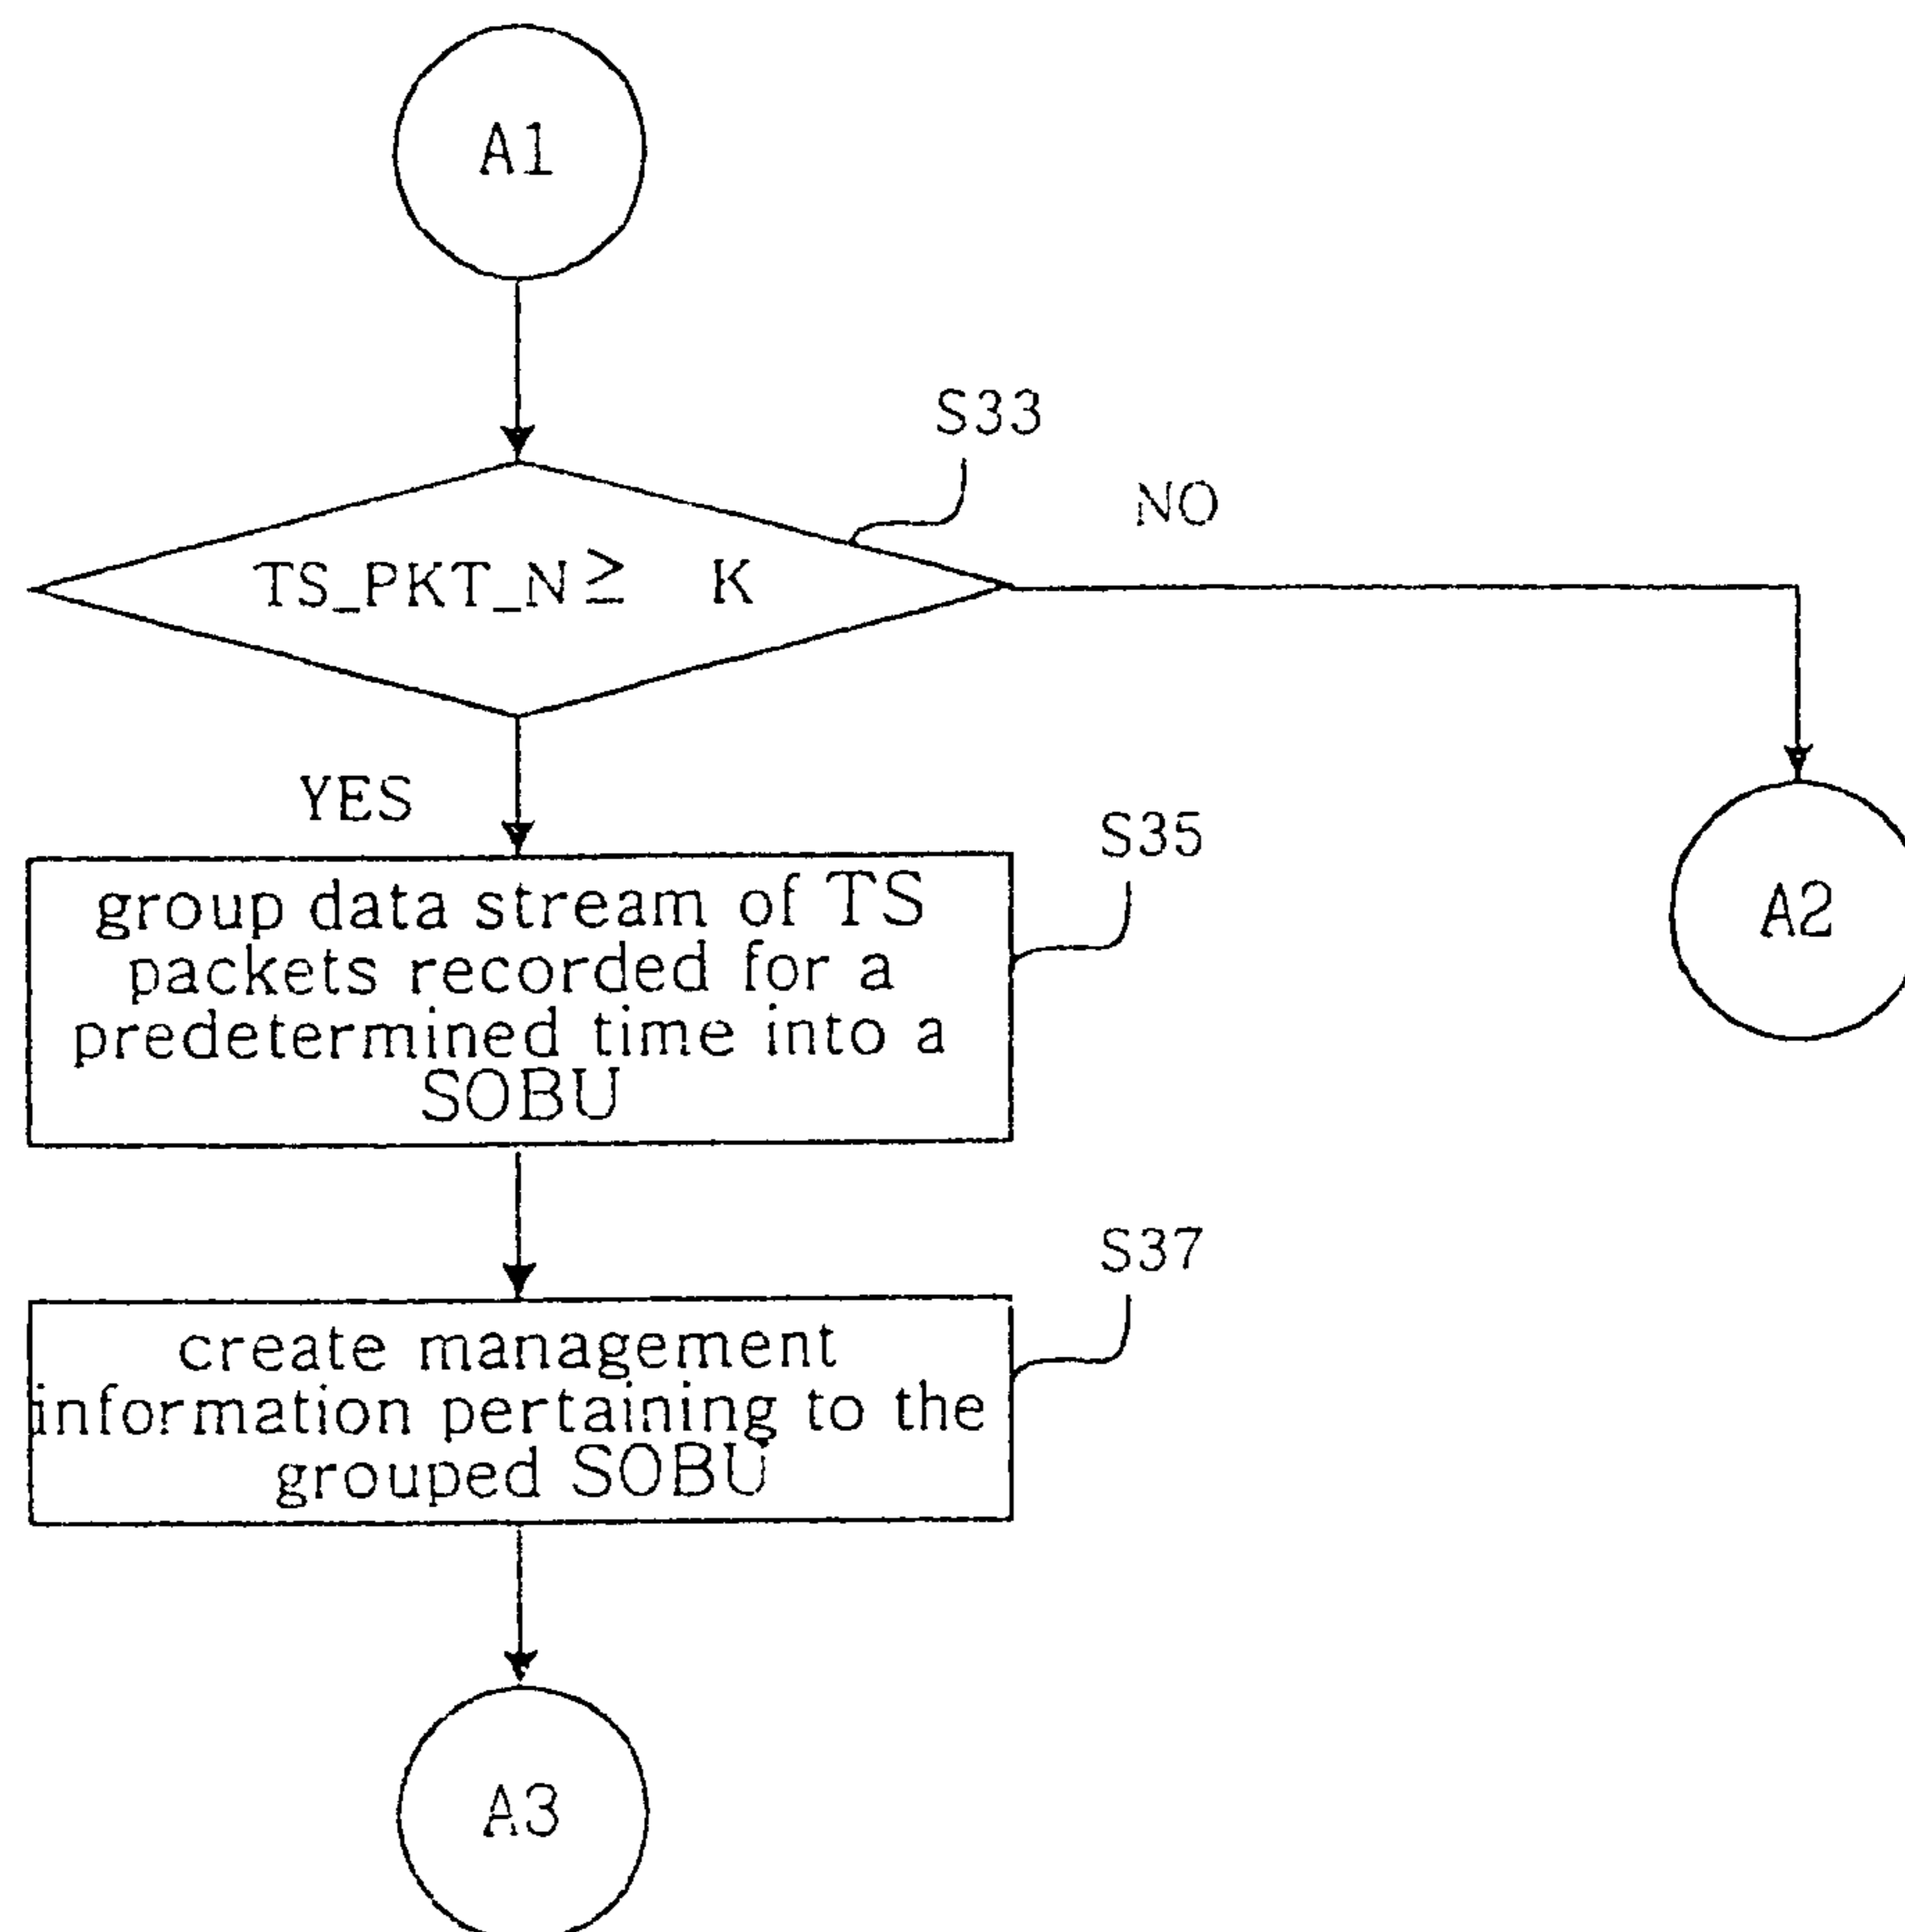 A1
S33
NO
TS_PKT_N ≥ K
YES
S35
group data stream of TS
packets recorded for a
predetermined time into a
SOBU
A2
S37
create management
information pertaining to the
grouped SOBU
A3